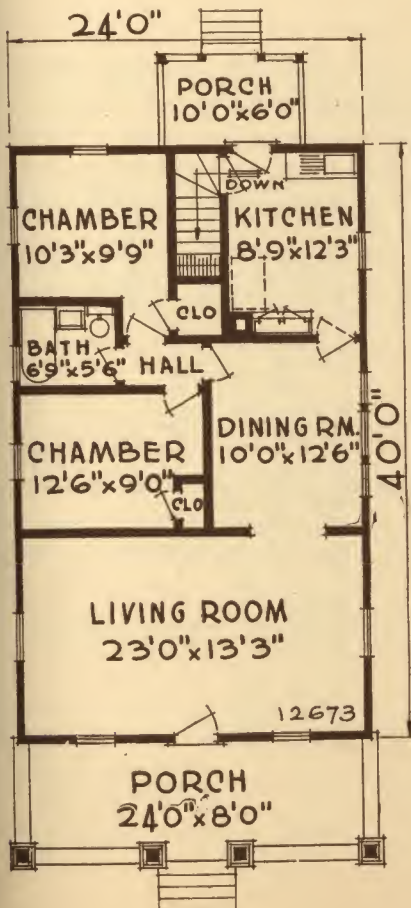 24'0"
PORCH
10'0"x6'0"
DOWN
CHAMBER
10'3"x9'9"
KITCHEN
8'9"x12'3"
CLO
BATH
6'9"x5'6"
HALL
CHAMBER
12'6"x9'0"
CLO
DINING RM.
10'0"x12'6"
40'0"
LIVING ROOM
23'0"x13'3"
12673
PORCH
24'0"x8'0"